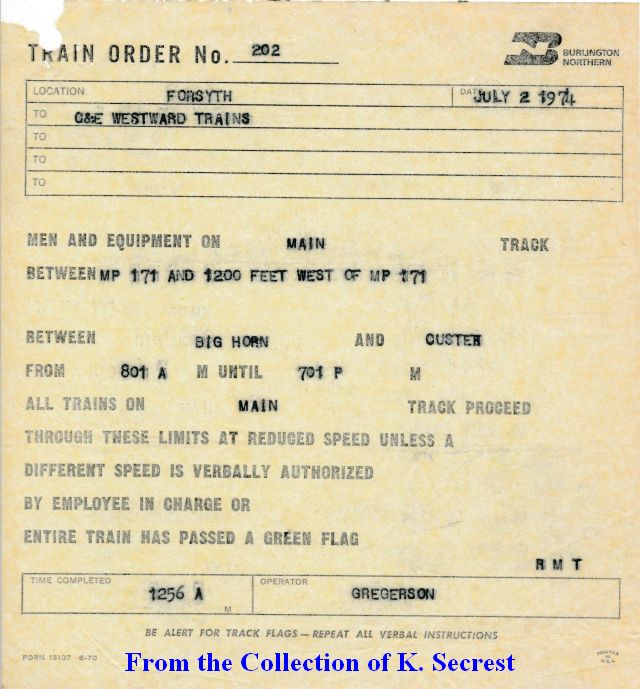 TRAIN ORDER No. 202
BURLINGTON
NORTHERN
LOCATION FORSYTH DATE JULY 2 1974
TO C&E WESTWARD TRAINS
TO
TO
TO
MEN AND EQUIPMENT ON MAIN TRACK
BETWEEN MP 171 AND 1200 FEET WEST OF MP 171
BETWEEN BIG HORN AND CUSTER
FROM 801 A M UNTIL 701 P M
ALL TRAINS ON MAIN TRACK PROCEED
THROUGH THESE LIMITS AT REDUCED SPEED UNLESS A
DIFFERENT SPEED IS VERBALLY AUTHORIZED
BY EMPLOYEE IN CHARGE OR
ENTIRE TRAIN HAS PASSED A GREEN FLAG
R M T
TIME COMPLETED 1256 A M OPERATOR GREGERSON
BE ALERT FOR TRACK FLAGS — REPEAT ALL VERBAL INSTRUCTIONS
FORM 15107 6-70
PRINTED
IN
U.S.A.
From the Collection of K. Secrest